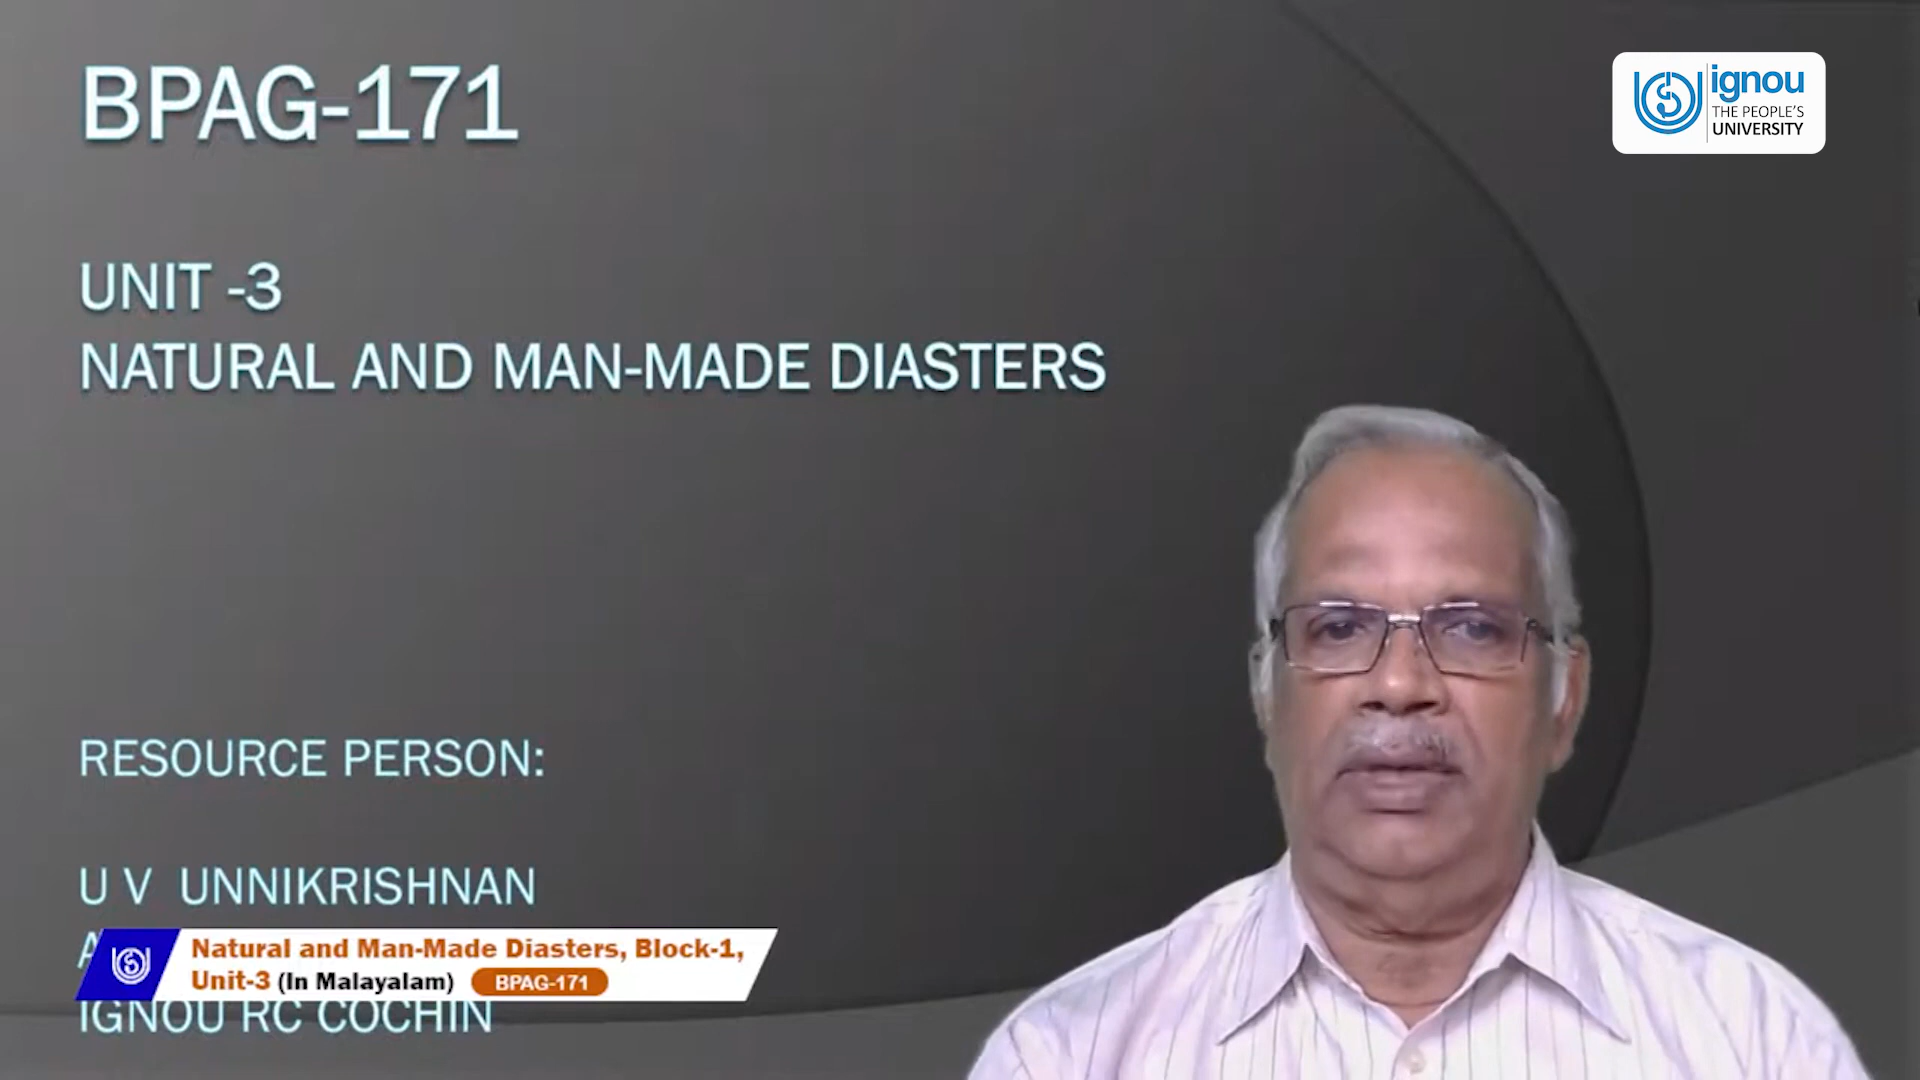 BPAG-171
ignou
THE PEOPLE'S
UNIVERSITY
UNIT -3
NATURAL AND MAN-MADE DIASTERS
RESOURCE PERSON:
U V UNNIKRISHNAN
Natural and Man-Made Diasters, Block-1,
Unit-3 (In Malayalam) BPAG-171
IGNOU RC COCHIN